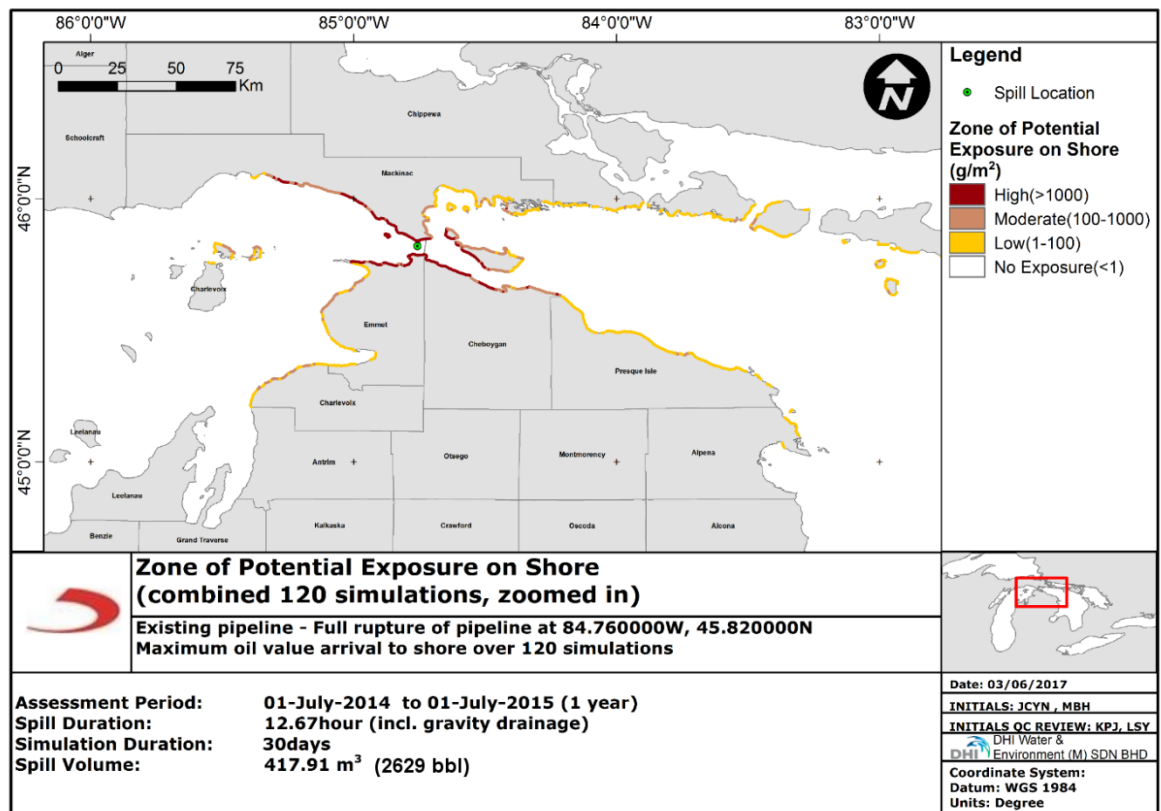 86°0'0"W 85°0'0"W 84°0'0"W 83°0'0"W
46°0'0"N
45°0'0"N
0 25 50 75
Km
N
Alger
Schoolcraft
Chippewa
Mackinac
Charlevoix
Emmet
Cheboygan
Presque Isle
Charlevoix
Leelanau
Antrim
Otsego
Montmorency
Alpena
Leelanau
Benzie
Grand Traverse
Kalkaska
Crawford
Oscoda
Alcona
Legend
Spill Location
Zone of Potential
Exposure on Shore
(g/m²)
High(>1000)
Moderate(100-1000)
Low(1-100)
No Exposure(<1)
Zone of Potential Exposure on Shore
(combined 120 simulations, zoomed in)
Existing pipeline - Full rupture of pipeline at 84.760000W, 45.820000N
Maximum oil value arrival to shore over 120 simulations
Assessment Period: 01-July-2014 to 01-July-2015 (1 year)
Spill Duration: 12.67hour (incl. gravity drainage)
Simulation Duration: 30days
Spill Volume: 417.91 m³ (2629 bbl)
Date: 03/06/2017
INITIALS: JCYN , MBH
INITIALS QC REVIEW: KPJ, LSY
DHI
DHI Water &
Environment (M) SDN BHD
Coordinate System:
Datum: WGS 1984
Units: Degree